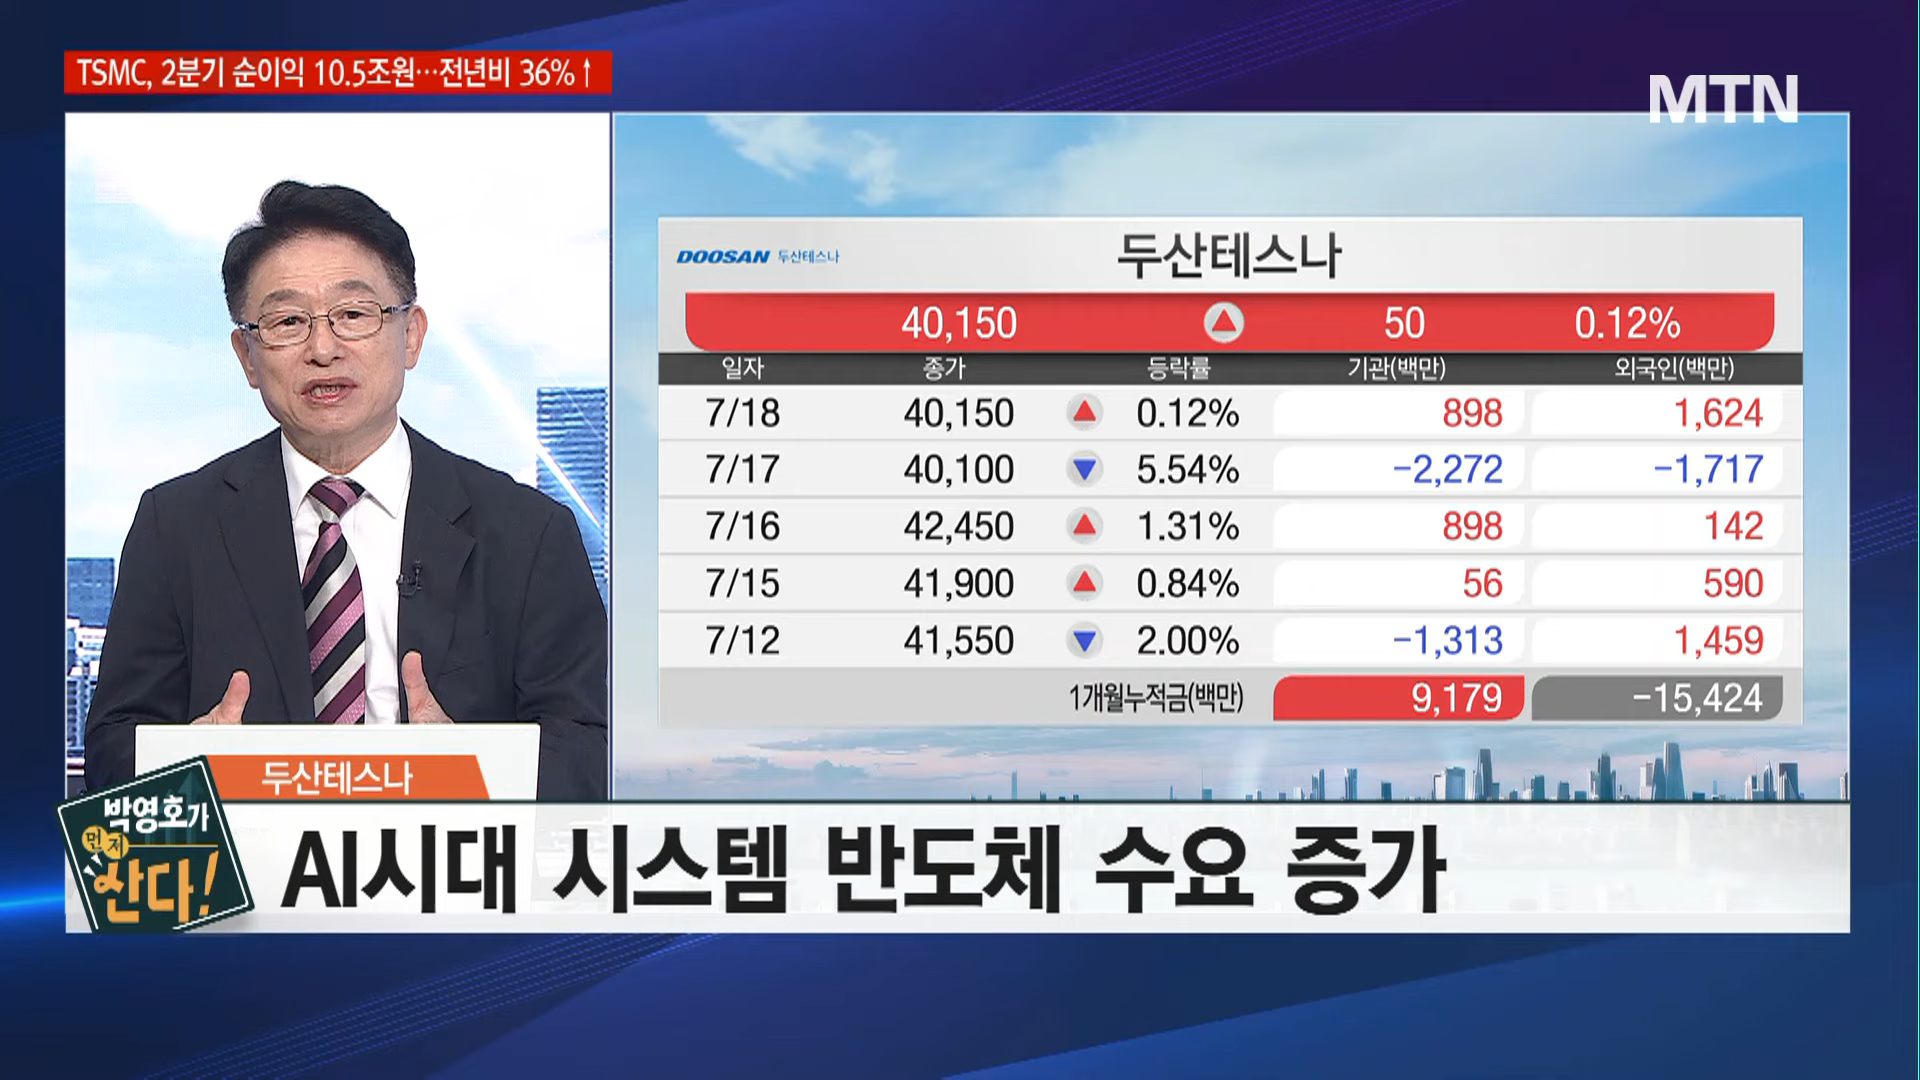 TSMC, 2분기 순이익 10.5조원…전년비 36%↑
MTN
DOOSAN 두산테스나
두산테스나
40,150 ▲ 50 0.12%
일자 종가 등락률 기관(백만) 외국인(백만)
7/18 40,150 ▲ 0.12% 898 1,624
7/17 40,100 ▼ 5.54% -2,272 -1,717
7/16 42,450 ▲ 1.31% 898 142
7/15 41,900 ▲ 0.84% 56 590
7/12 41,550 ▼ 2.00% -1,313 1,459
1개월누적금(백만) 9,179 -15,424
두산테스나
박영호가
먼저
산다!
AI시대 시스템 반도체 수요 증가